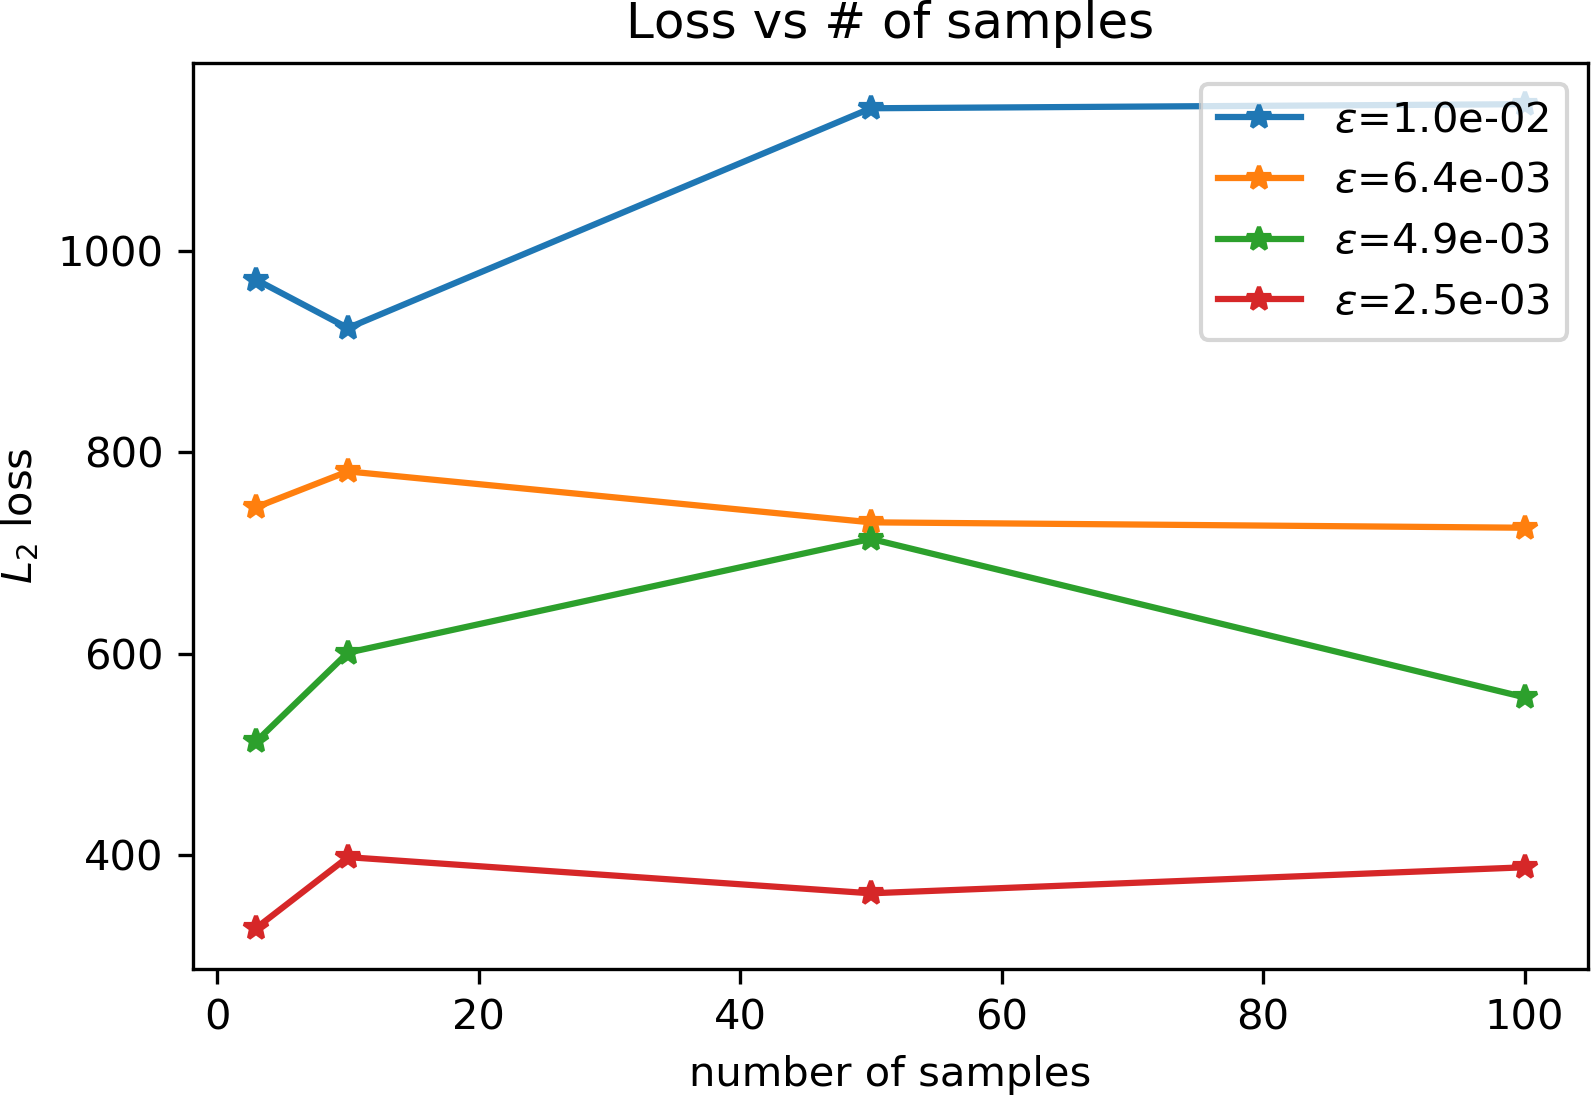 Loss vs # of samples
ε=1.0e-02
ε=6.4e-03
ε=4.9e-03
ε=2.5e-03
1000
800
600
400
L₂ loss
0 20 40 60 80 100
number of samples